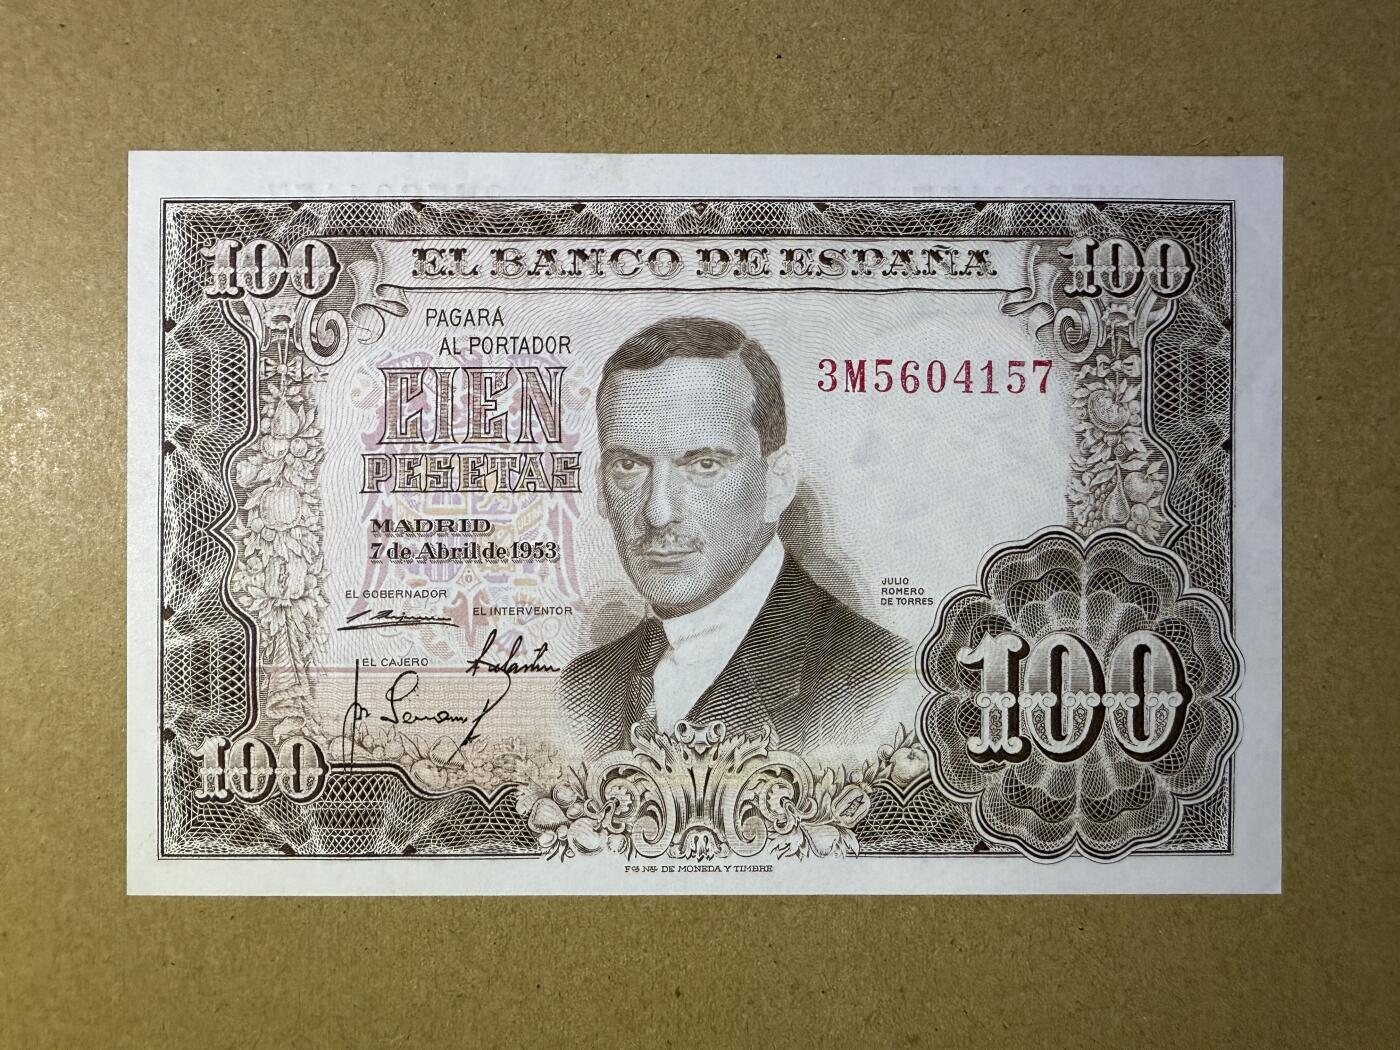 100
EL BANCO DE ESPAÑA
100
PAGARÁ
AL PORTADOR
CIEN
PESETAS
3M5604157
MADRID
7 de Abril de 1953
EL GOBERNADOR
EL INTERVENTOR
EL CAJERO
JULIO
ROMERO
DE TORRES
100
100
Fca Nal DE MONEDA Y TIMBRE